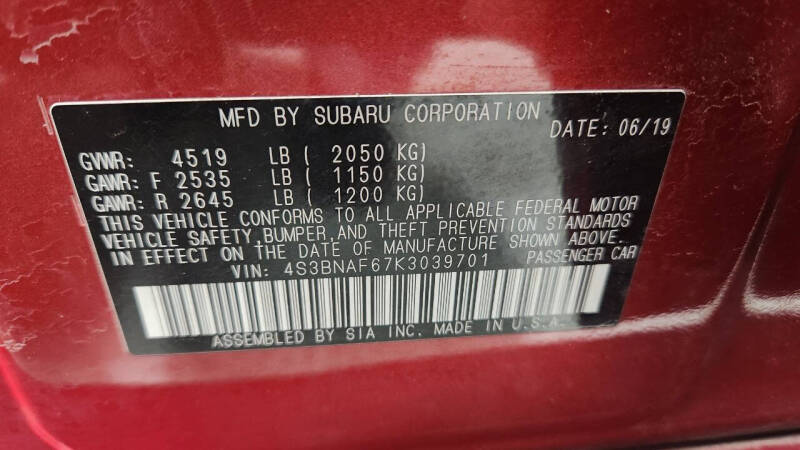 MFD BY SUBARU CORPORATION
DATE: 06/19
GVWR: 4519 LB ( 2050 KG)
GAWR: F 2535 LB ( 1150 KG)
GAWR: R 2645 LB ( 1200 KG)
THIS VEHICLE CONFORMS TO ALL APPLICABLE FEDERAL MOTOR
VEHICLE SAFETY, BUMPER, AND THEFT PREVENTION STANDARDS
IN EFFECT ON THE DATE OF MANUFACTURE SHOWN ABOVE.
VIN: 4S3BNAF67K3039701 PASSENGER CAR
ASSEMBLED BY SIA INC. MADE IN U.S.A.